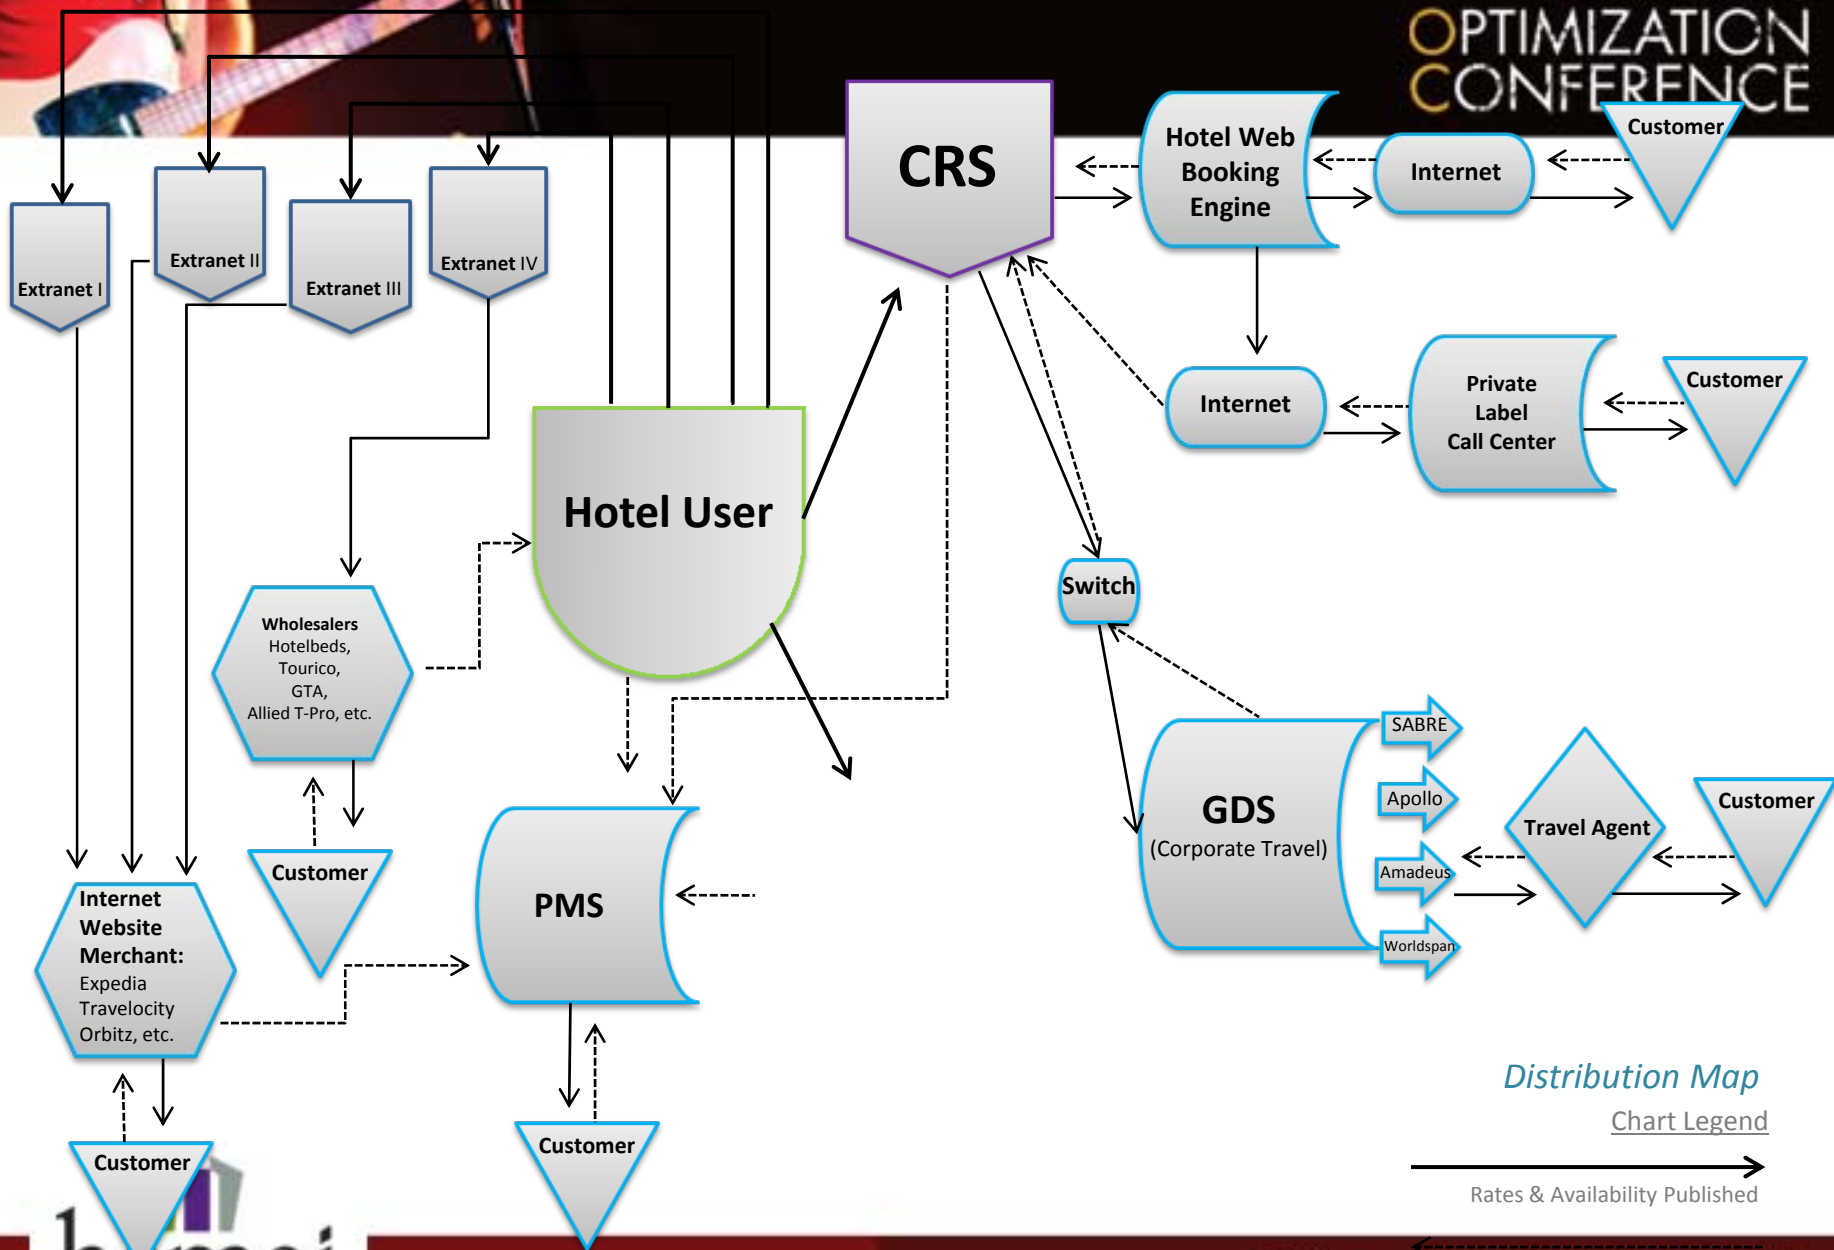 OPTIMIZATION
CONFERENCE
CRS
Hotel Web
Booking
Engine
Internet
Customer
Extranet I
Extranet II
Extranet III
Extranet IV
Internet
Private
Label
Call Center
Customer
Hotel User
Switch
Wholesalers
Hotelbeds,
Tourico,
GTA,
Allied T-Pro, etc.
Customer
GDS
(Corporate Travel)
SABRE
Apollo
Amadeus
Worldspan
Travel Agent
Customer
PMS
Internet
Website
Merchant:
Expedia
Travelocity
Orbitz, etc.
Customer
Customer
Distribution Map
Chart Legend
Rates & Availability Published